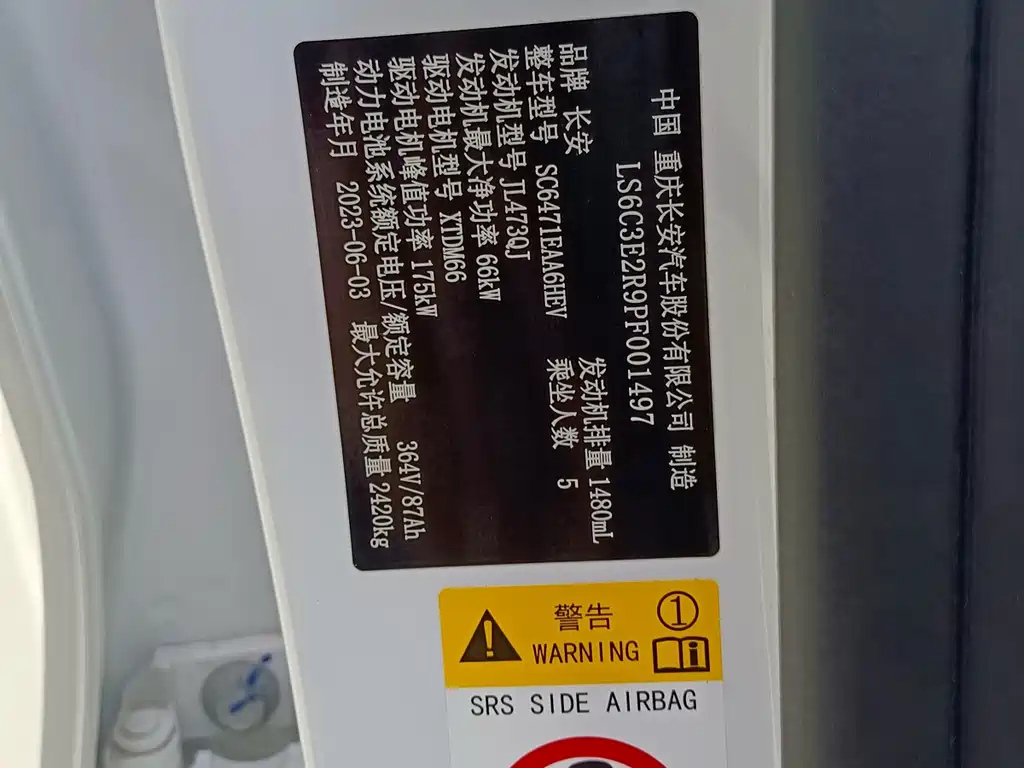 中国 重庆长安汽车股份有限公司 制造
LS6C3E2R9PF001497
品牌 长安
整车型号 SC6471EAA6HEV 乘坐人数 5
发动机型号 JL473QJ 发动机排量 1480mL
发动机最大净功率 66kW
驱动电机型号 XTDM66
驱动电机峰值功率 175kW
动力电池系统额定电压/额定容量 364V/87Ah
制造年月 2023-06-03 最大允许总质量 2420kg
警告 1
WARNING
SRS SIDE AIRBAG